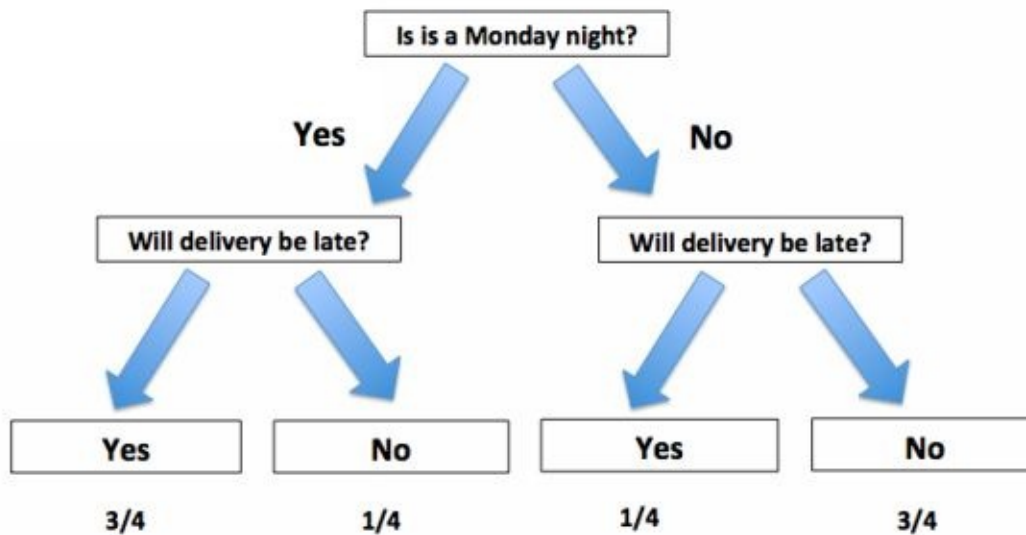 Is is a Monday night?
Yes
No
Will delivery be late?
Will delivery be late?
Yes
No
Yes
No
3/4
1/4
1/4
3/4